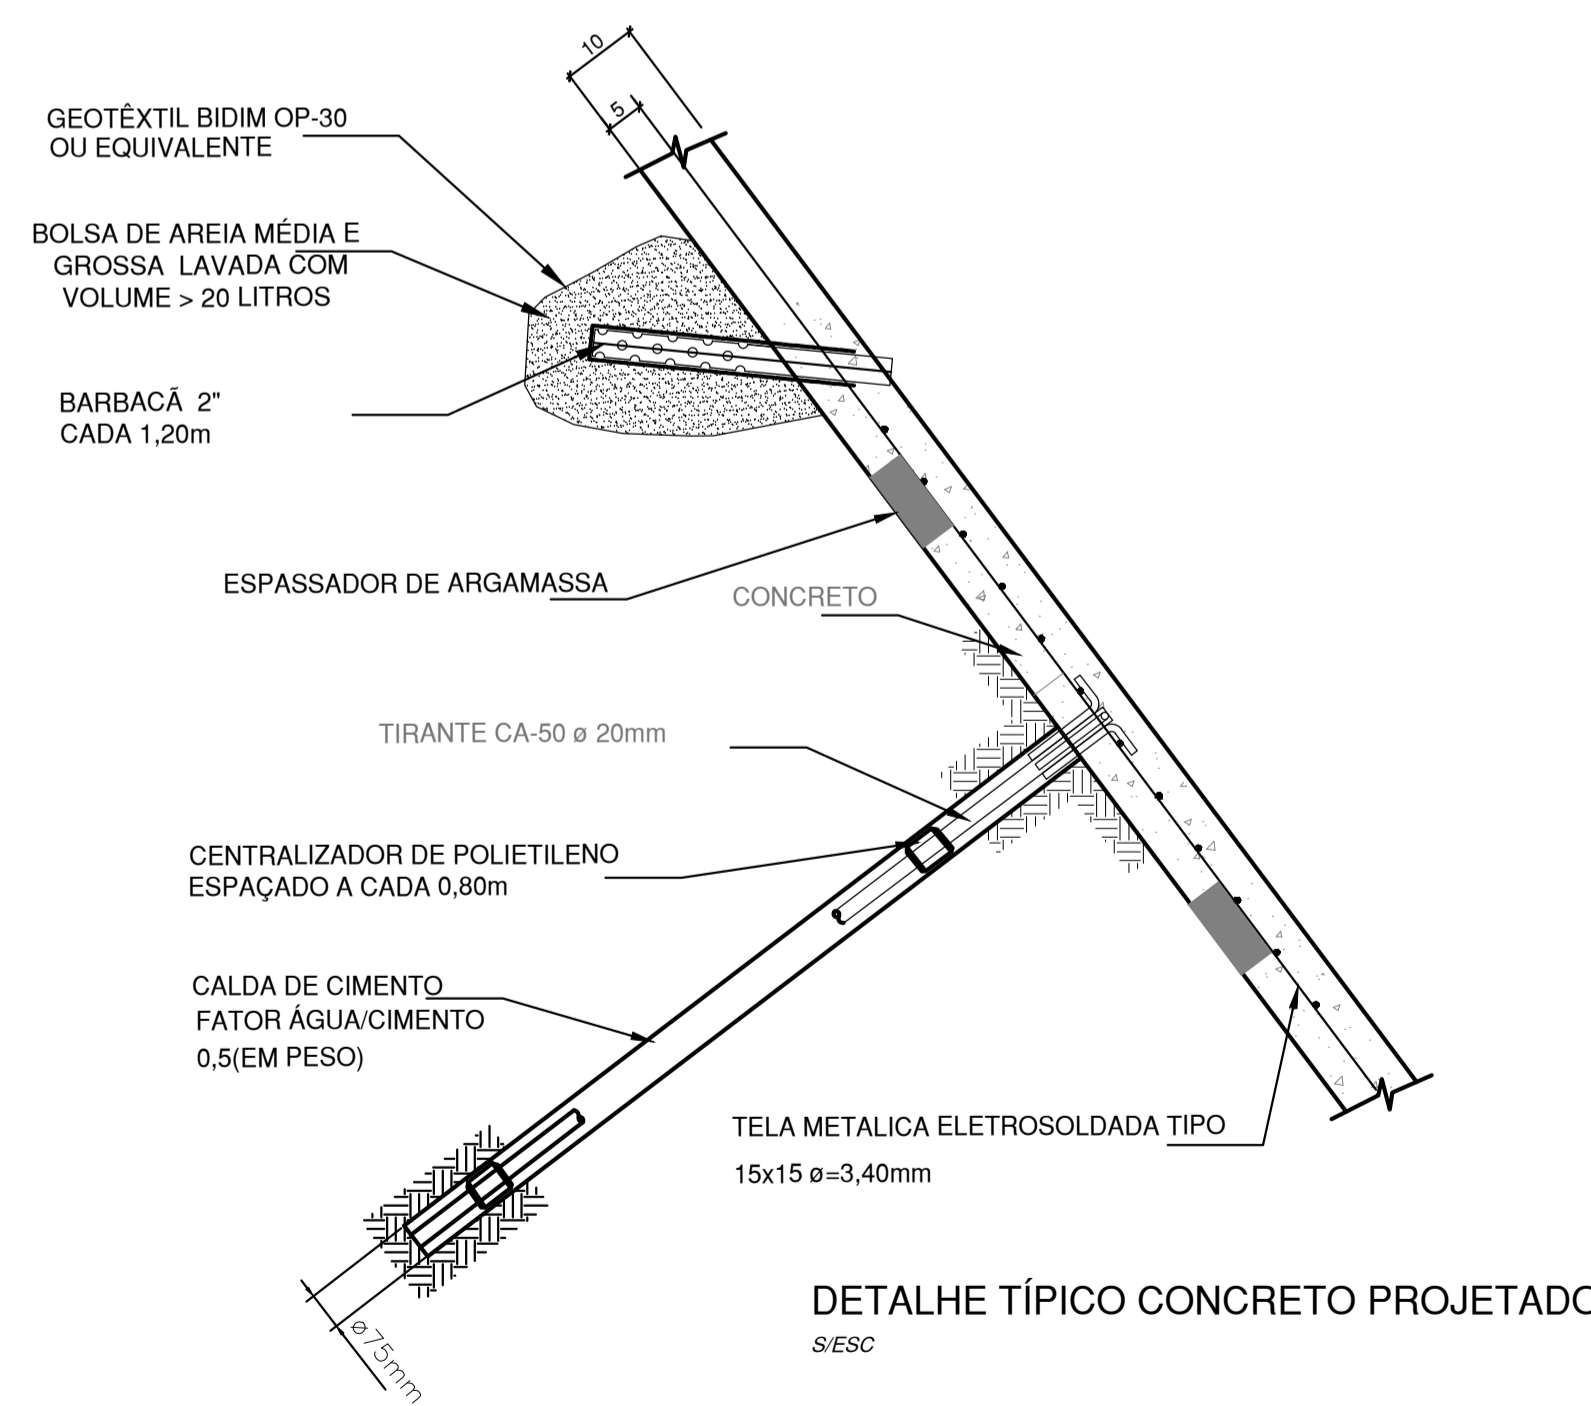 10
5
GEOTÊXTIL BIDIM OP-30
OU EQUIVALENTE
BOLSA DE AREIA MÉDIA E
GROSSA LAVADA COM
VOLUME > 20 LITROS
BARBACÃ 2"
CADA 1,20m
ESPASSADOR DE ARGAMASSA
CONCRETO
TIRANTE CA-50 ø 20mm
CENTRALIZADOR DE POLIETILENO
ESPAÇADO A CADA 0,80m
CALDA DE CIMENTO
FATOR ÁGUA/CIMENTO
0,5(EM PESO)
TELA METALICA ELETROSOLDADA TIPO
15x15 ø=3,40mm
ø75mm
DETALHE TÍPICO CONCRETO PROJETADO
S/ESC